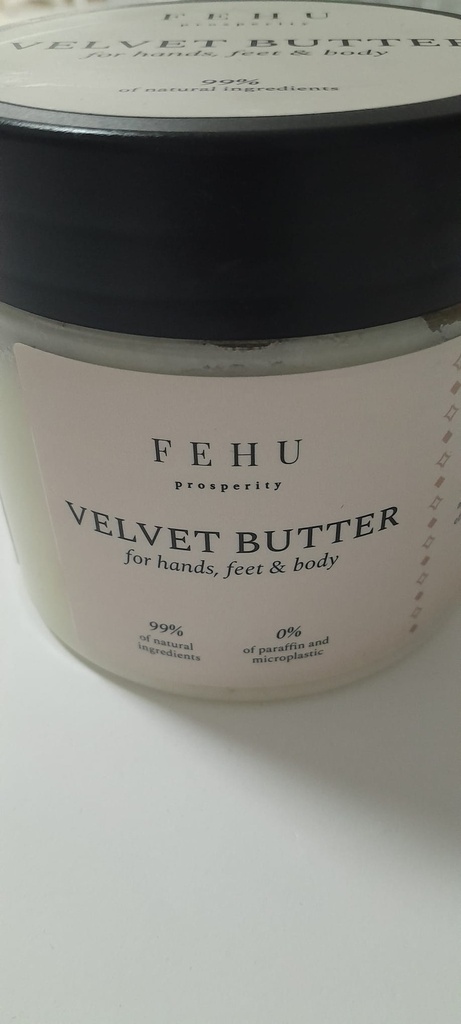 FEHU
prosperity
VELVET BUTTER
for hands, feet & body
99%
of natural ingredients
FEHU
prosperity
VELVET BUTTER
for hands, feet & body
99%
of natural
ingredients
0%
of paraffin and
microplastic